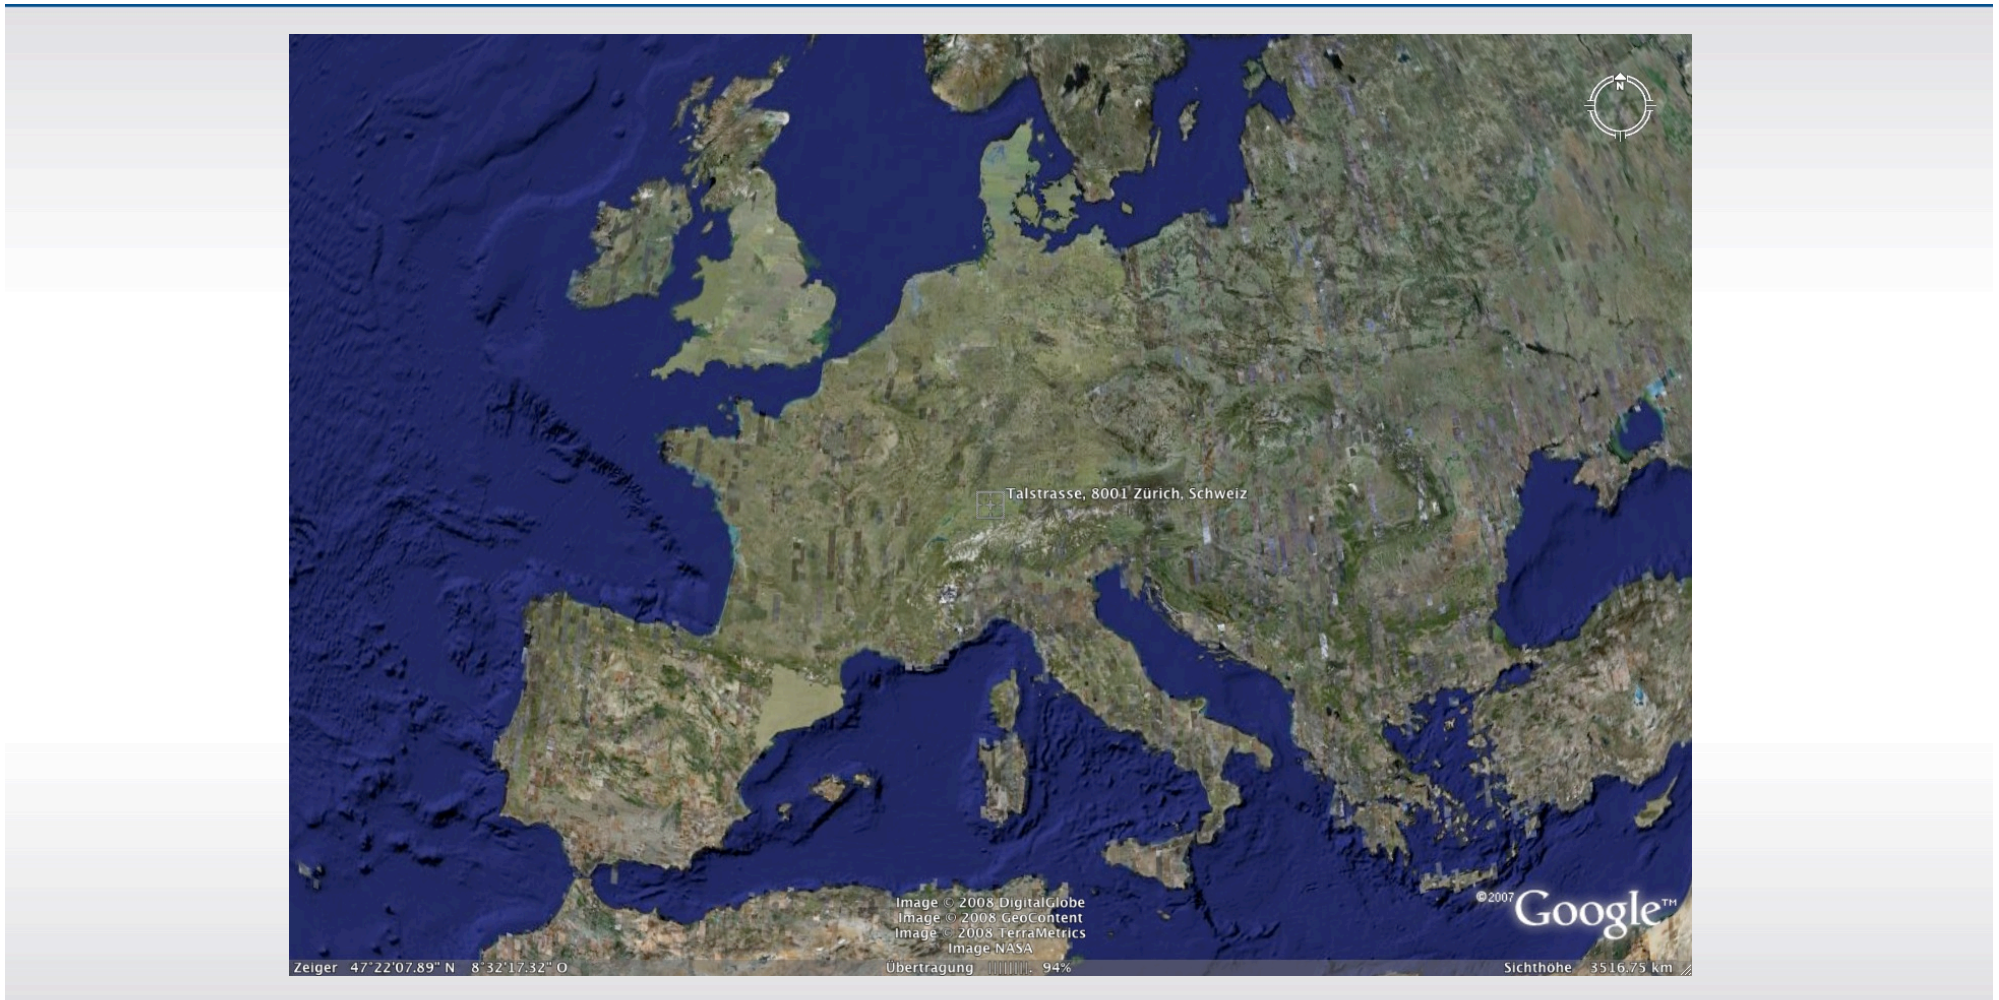 N
Talstrasse, 8001 Zürich, Schweiz
Image © 2008 DigitalGlobe
Image © 2008 GeoContent
Image © 2008 TerraMetrics
Image NASA
©2007 Google™
Zeiger 47°22'07.89" N 8°32'17.32" O
Übertragung ||||||||. 94%
Sichthöhe 3516.75 km